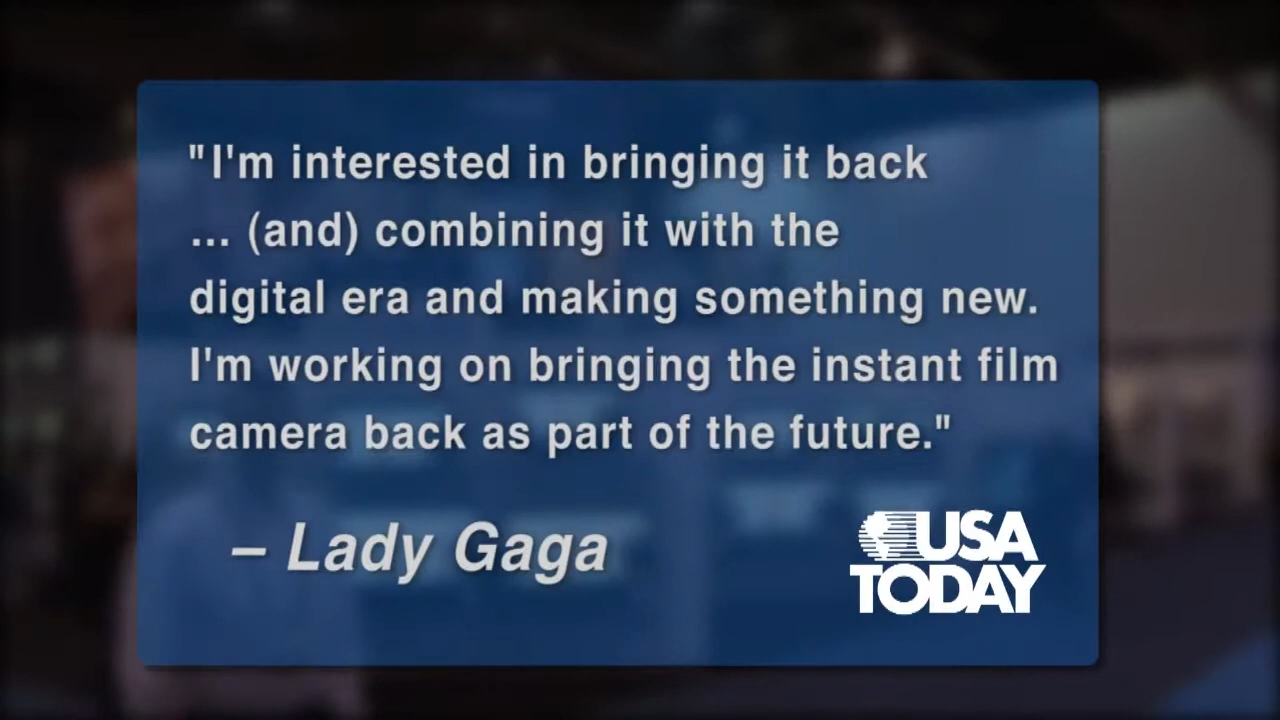 "I'm interested in bringing it back
... (and) combining it with the
digital era and making something new.
I'm working on bringing the instant film
camera back as part of the future."
– Lady Gaga
USA
TODAY